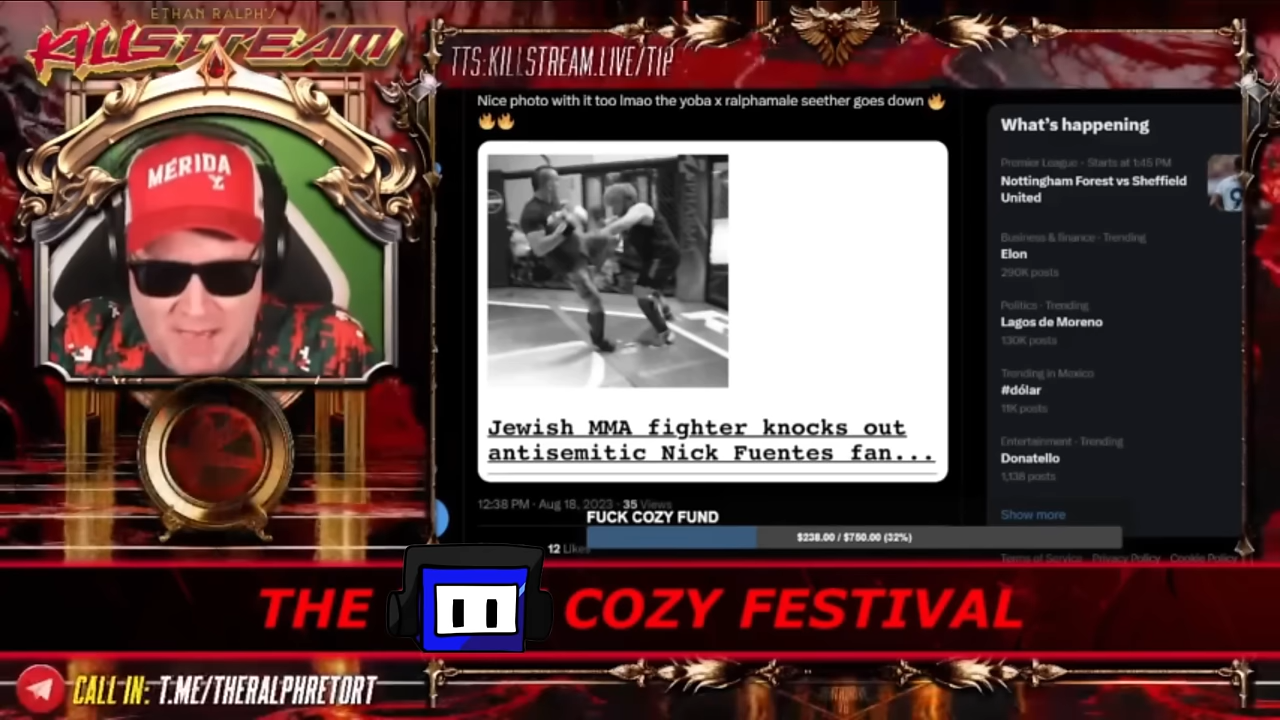 ETHAN RALPH'S
KILLSTREAM
TTS:KILLSTREAM.LIVE/TIP
MERIDA
Nice photo with it too lmao the yoba x ralphamale seether goes down 🔥
🔥🔥
Jewish MMA fighter knocks out
antisemitic Nick Fuentes fan...
12:38 PM · Aug 18, 2023 · 35 Views
12 Likes
What's happening
Premier League · Starts at 1:45 PM
Nottingham Forest vs Sheffield
United
Business & finance · Trending
Elon
290K posts
Politics · Trending
Lagos de Moreno
130K posts
Trending in Mexico
#dólar
11K posts
Entertainment · Trending
Donatello
1,138 posts
Show more
Terms of Service Privacy Policy Cookie Policy
FUCK COZY FUND
$238.00 / $750.00 (32%)
THE COZY FESTIVAL
CALL IN: T.ME/THERALPHRETORT